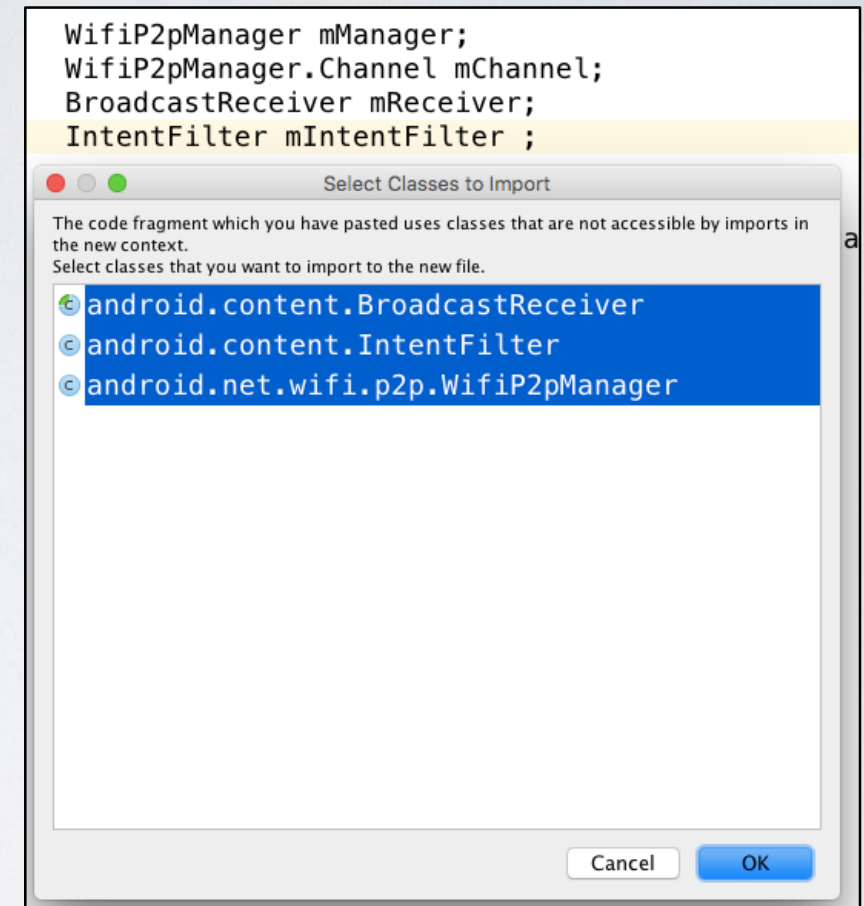 WifiP2pManager mManager;
WifiP2pManager.Channel mChannel;
BroadcastReceiver mReceiver;
IntentFilter mIntentFilter ;
Select Classes to Import
The code fragment which you have pasted uses classes that are not accessible by imports in
the new context.
Select classes that you want to import to the new file.
a
C android.content.BroadcastReceiver
C android.content.IntentFilter
C android.net.wifi.p2p.WifiP2pManager
Cancel OK